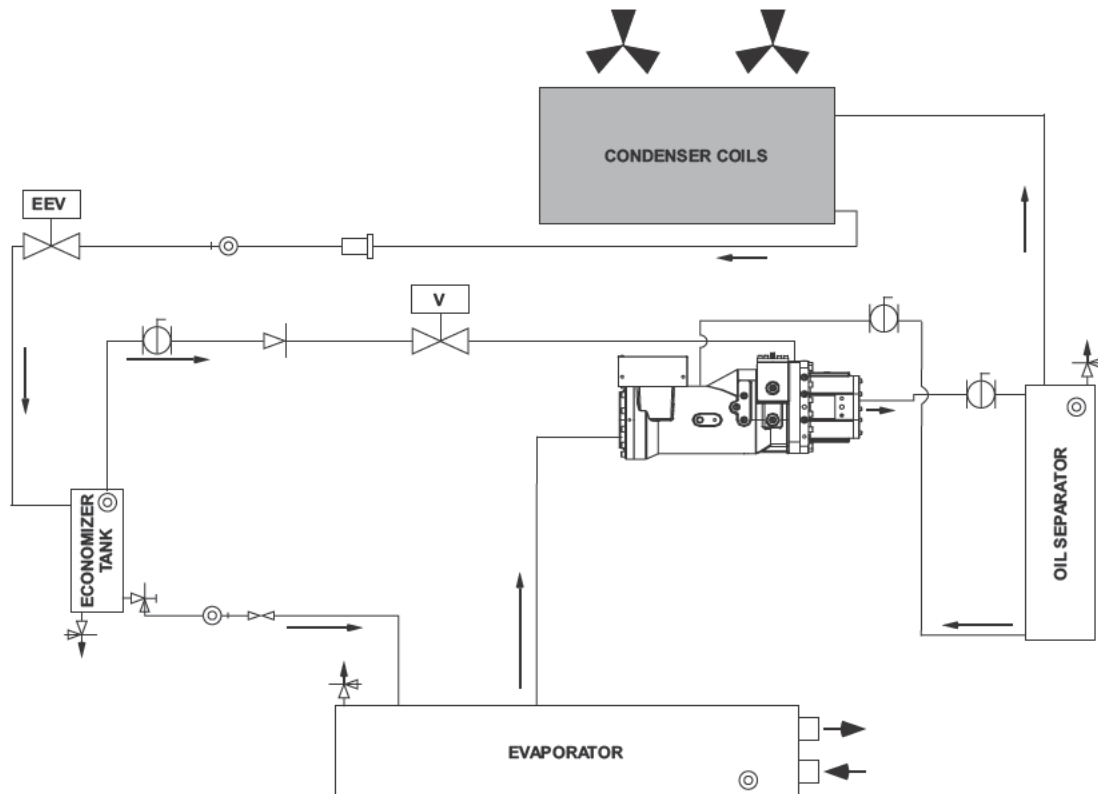 CONDENSER COILS
EEV
V
ECONOMIZER
TANK
OIL SEPARATOR
EVAPORATOR